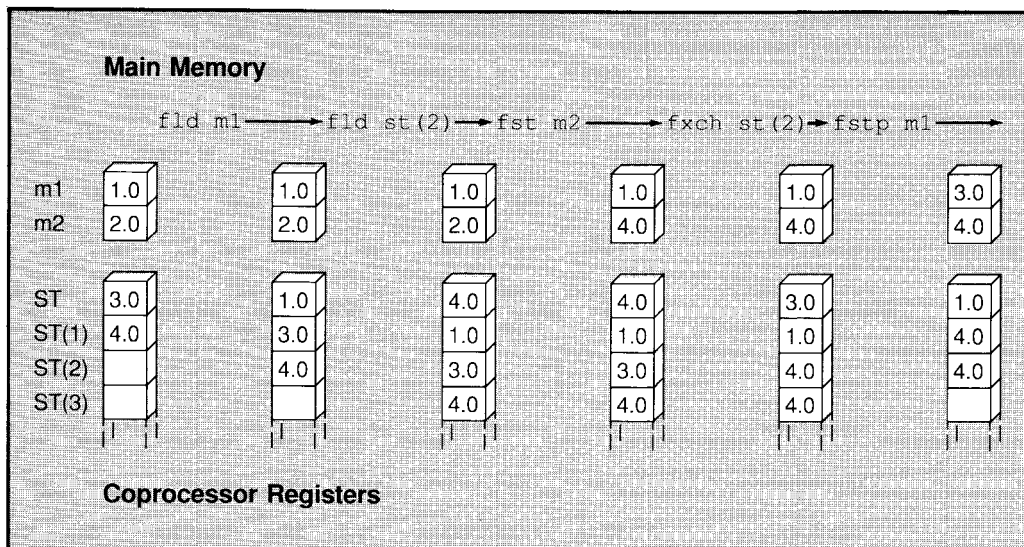 Main Memory
fld m1 fld st(2) fst m2 fxch st(2) fstp m1
m1 1.0 1.0 1.0 1.0 1.0 3.0
m2 2.0 2.0 2.0 4.0 4.0 4.0
ST 3.0 1.0 4.0 4.0 3.0 1.0
ST(1) 4.0 3.0 1.0 1.0 1.0 4.0
ST(2) 4.0 3.0 3.0 4.0 4.0
ST(3) 4.0 4.0 4.0
Coprocessor Registers